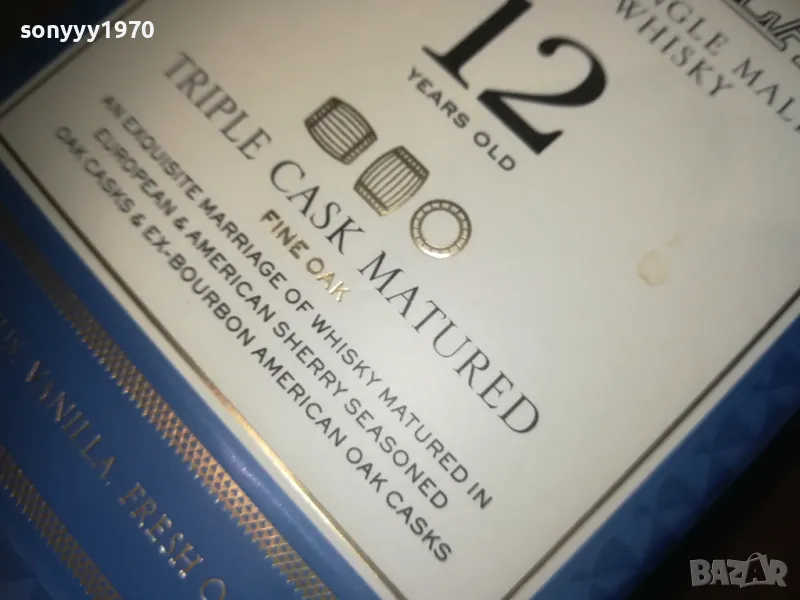 sonyyy1970
MALT
WHISKY
12
YEARS OLD
TRIPLE CASK MATURED
FINE OAK
AN EXQUISITE MARRIAGE OF WHISKY MATURED IN
EUROPEAN & AMERICAN SHERRY SEASONED
OAK CASKS & EX-BOURBON AMERICAN OAK CASKS
VANILLA, FRESH
BAZAR